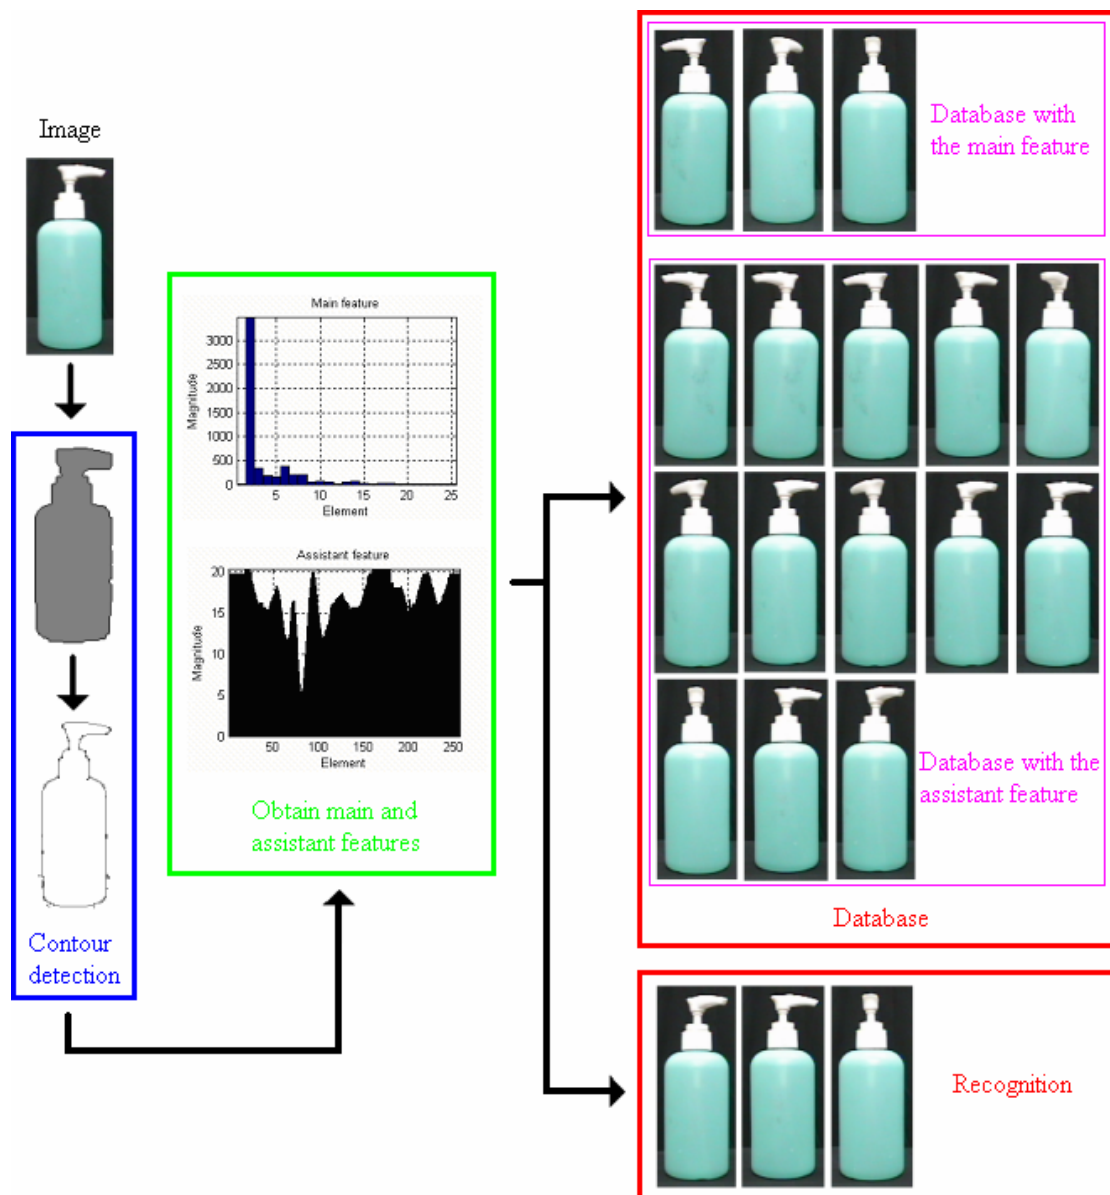 Image
Contour
detection
Main feature
Magnitude
3000
2500
2000
1500
1000
500
0
5 10 15 20 25
Element
Assistant feature
Magnitude
20
15
10
5
0
50 100 150 200 250
Element
Obtain main and
assistant features
Database with
the main feature
Database with the
assistant feature
Database
Recognition